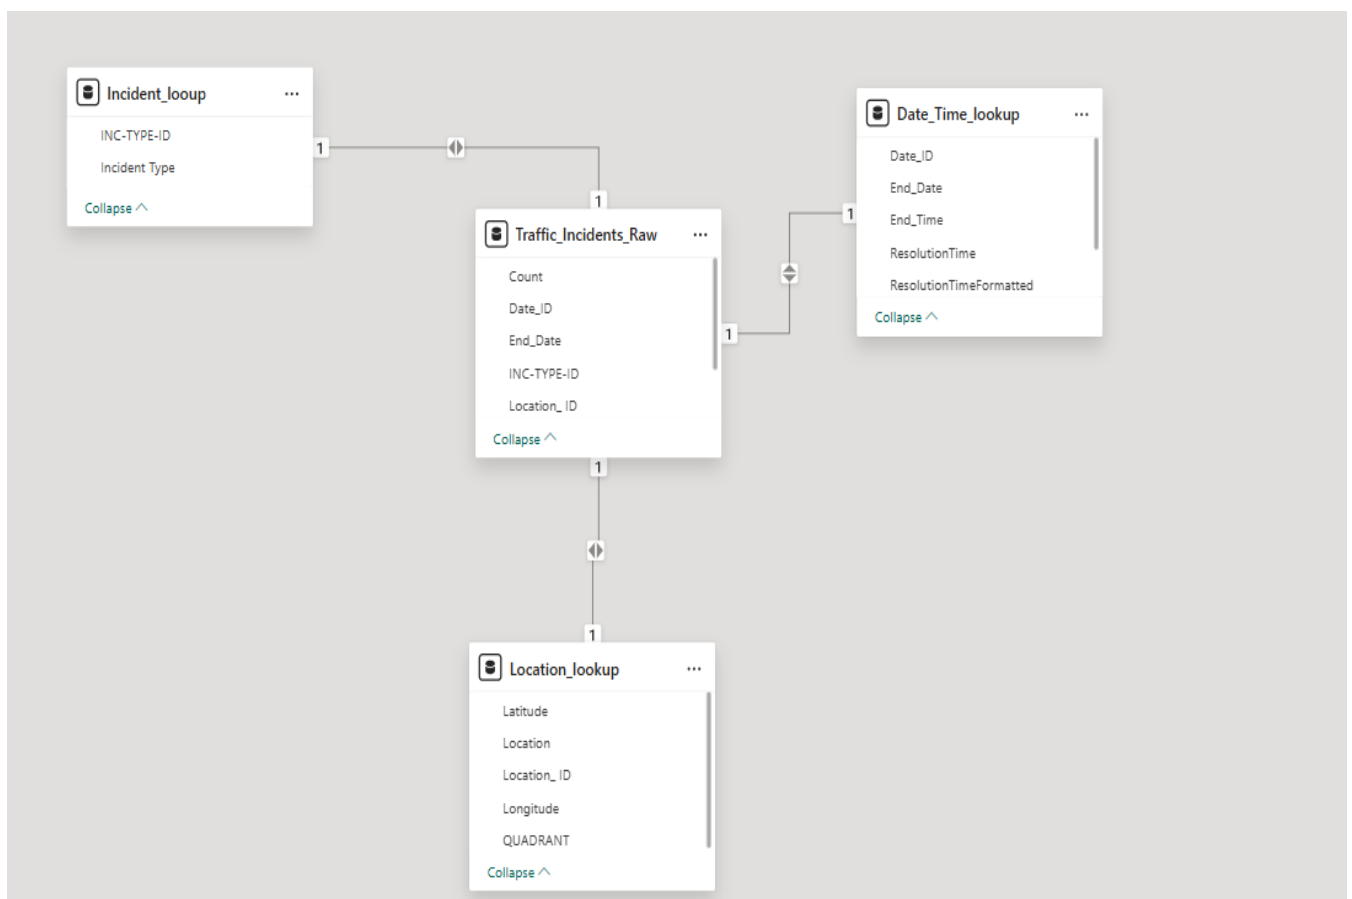 Incident_looup
...
INC-TYPE-ID
Incident Type
Collapse
1
1
Date_Time_lookup
...
Date_ID
End_Date
End_Time
ResolutionTime
ResolutionTimeFormatted
Collapse
1
1
Traffic_Incidents_Raw
...
Count
Date_ID
End_Date
INC-TYPE-ID
Location_ ID
Collapse
1
1
Location_lookup
...
Latitude
Location
Location_ ID
Longitude
QUADRANT
Collapse